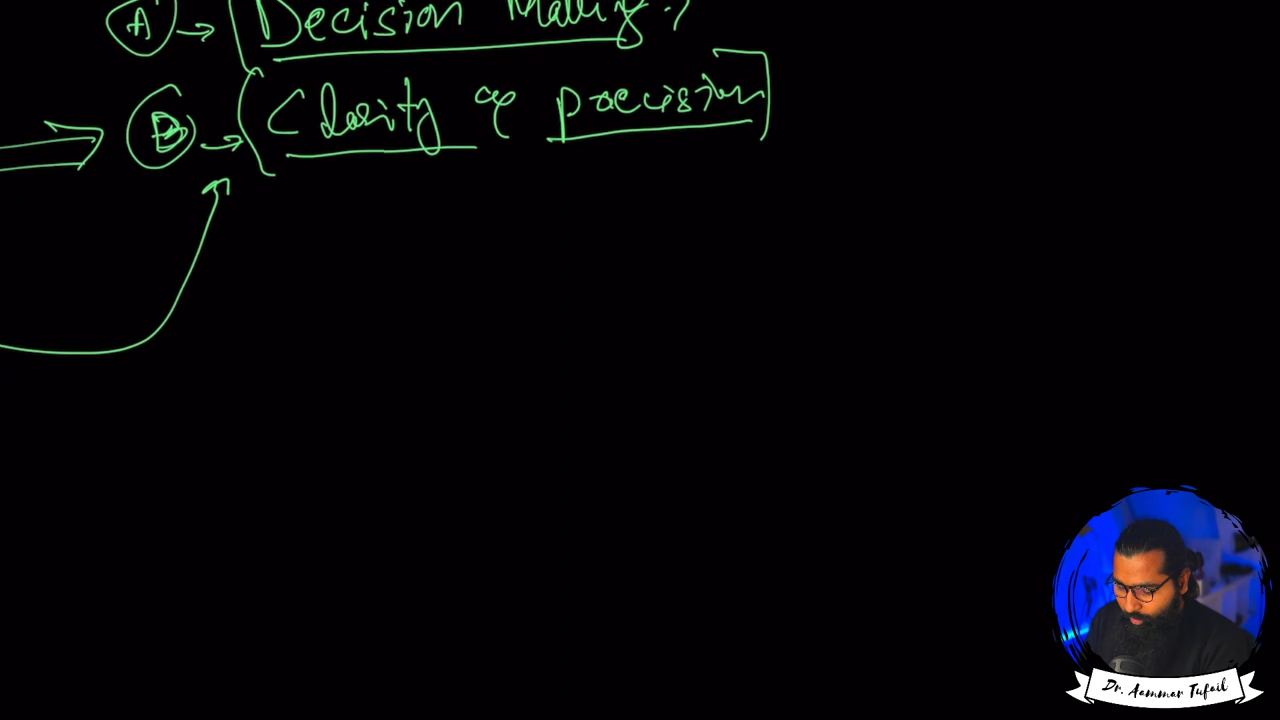 A → Decision Making
B → Clarity & precision
Dr. Aammar Tufail